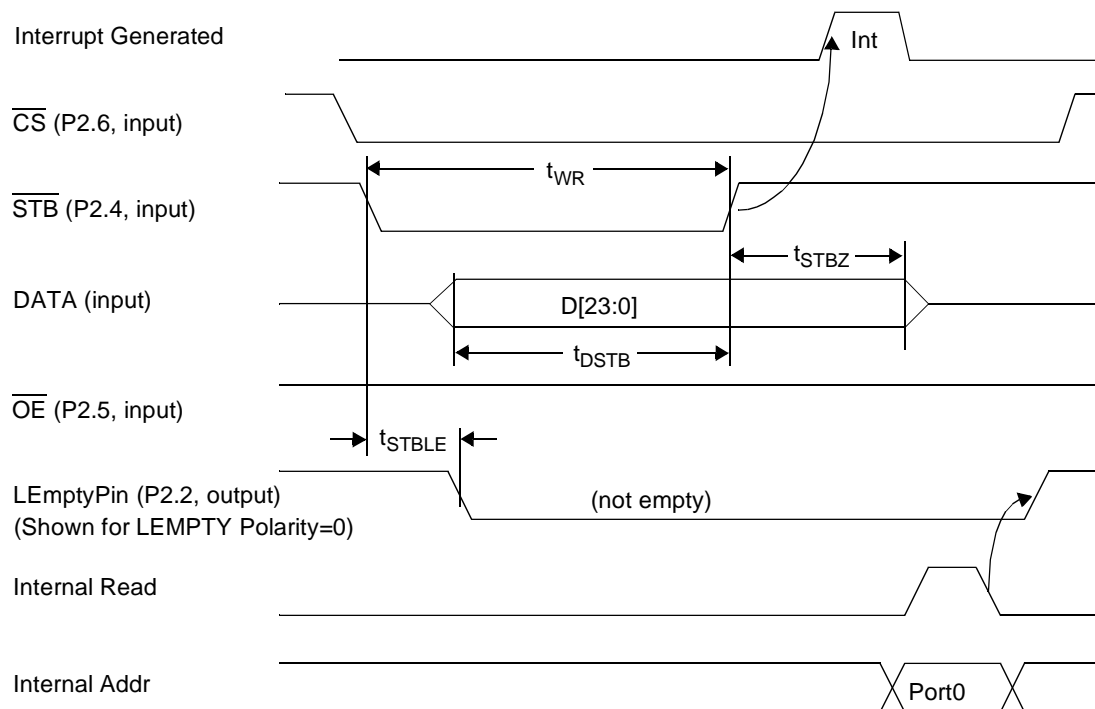 Interrupt Generated
Int
CS (P2.6, input)
tWR
STB (P2.4, input)
tSTBZ
DATA (input)
D[23:0]
tDSTB
OE (P2.5, input)
tSTBLE
LEmptyPin (P2.2, output)
(not empty)
(Shown for LEMPTY Polarity=0)
Internal Read
Internal Addr
Port0